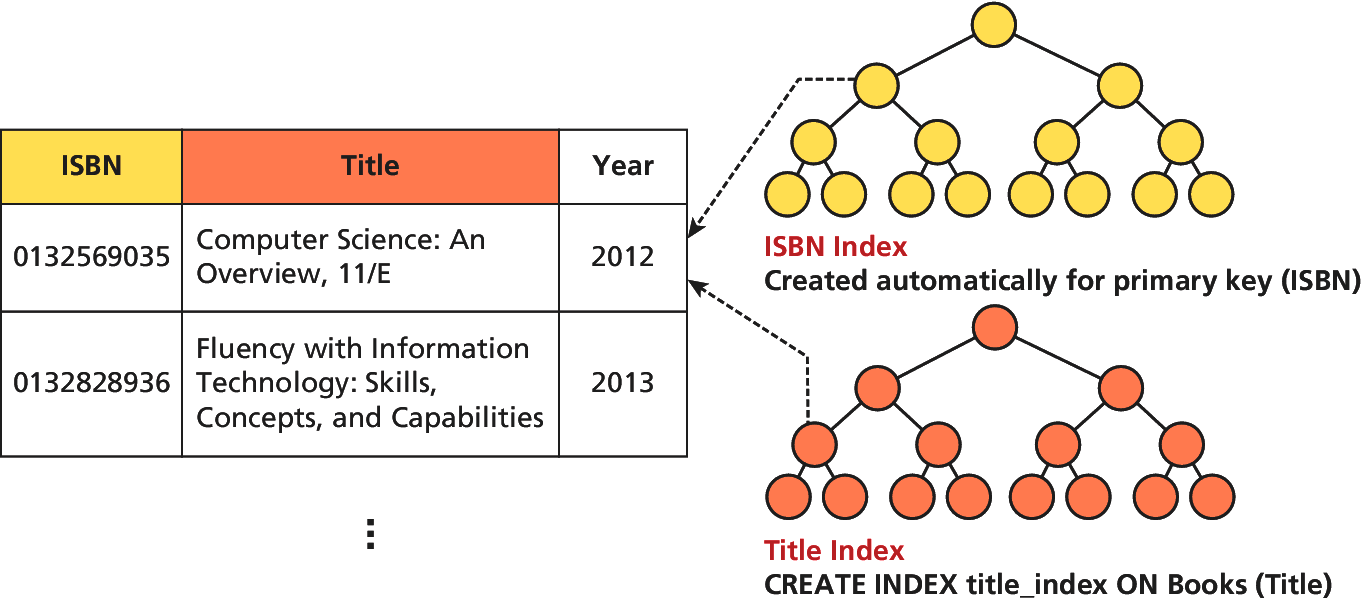 ISBN
Title
Year
0132569035
Computer Science: An
Overview, 11/E
2012
0132828936
Fluency with Information
Technology: Skills,
Concepts, and Capabilities
2013
ISBN Index
Created automatically for primary key (ISBN)
Title Index
CREATE INDEX title_index ON Books (Title)